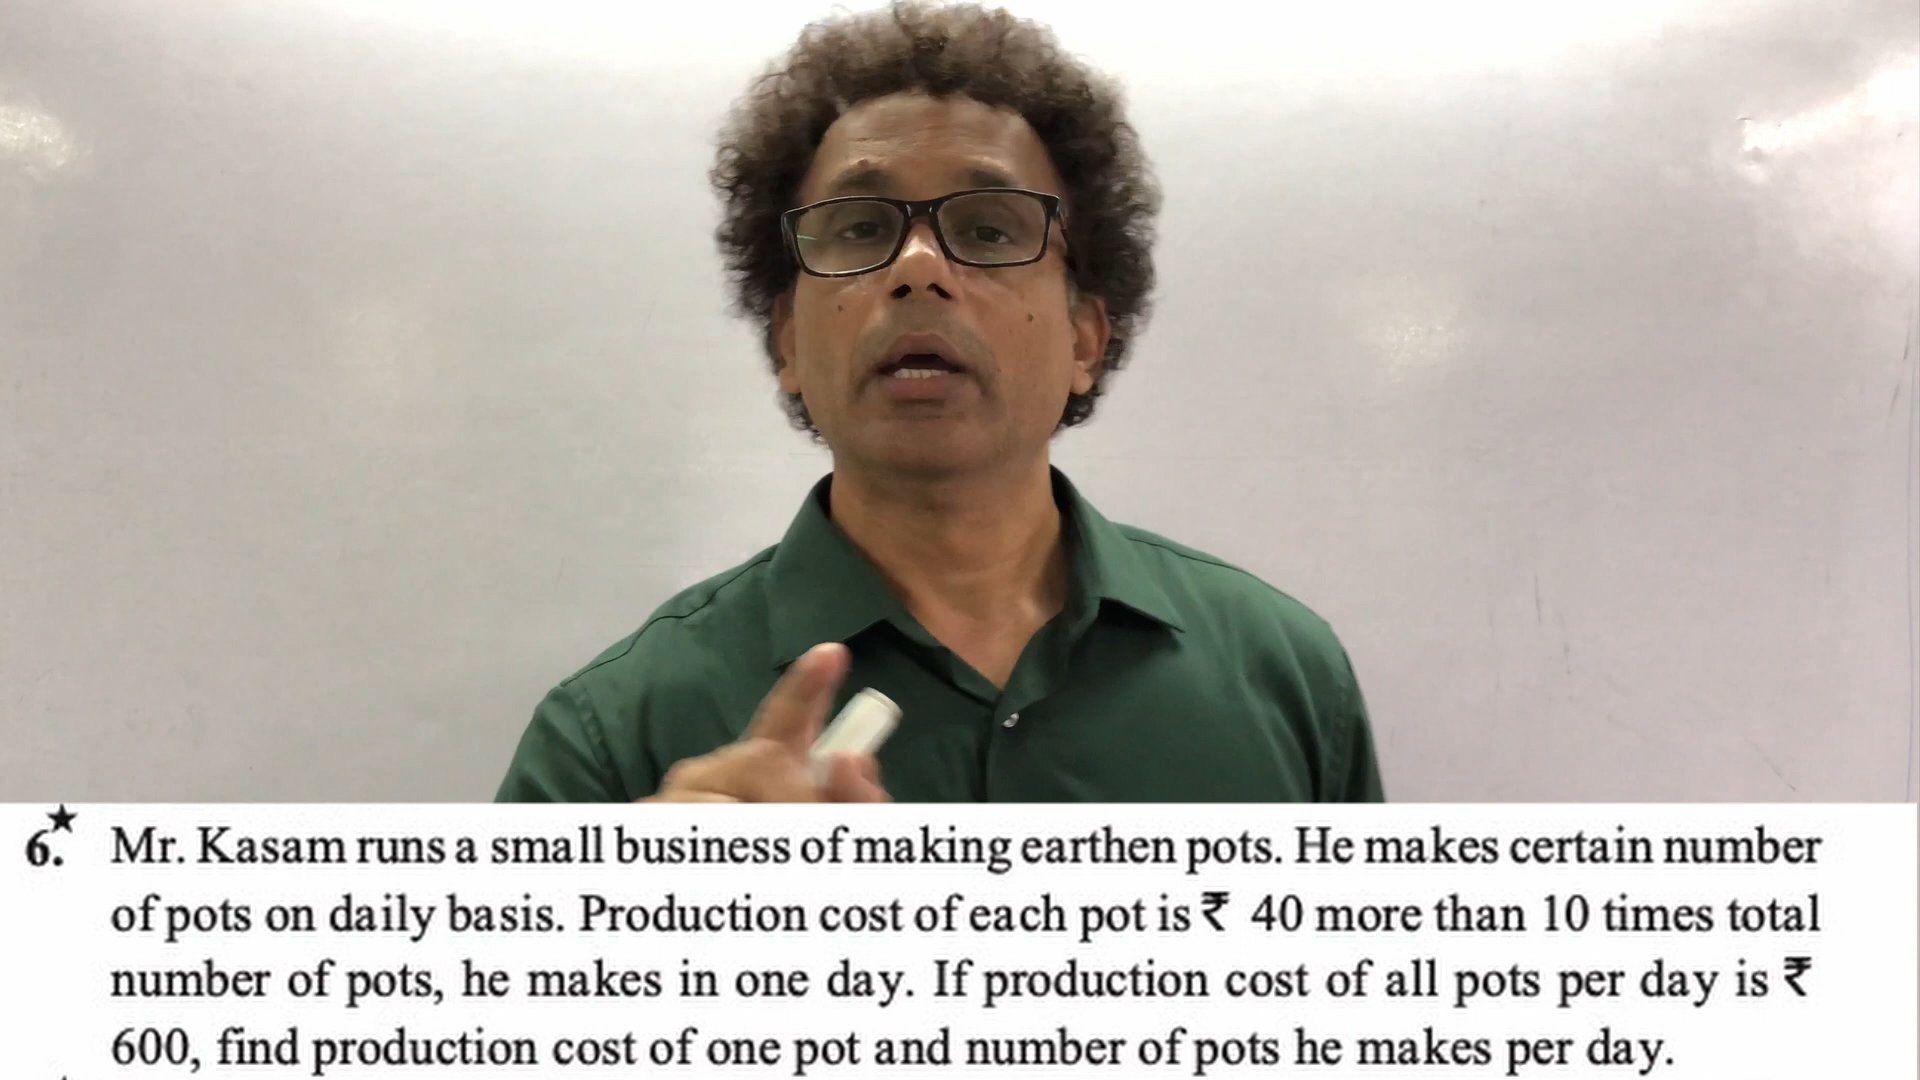 6.★ Mr. Kasam runs a small business of making earthen pots. He makes certain number
of pots on daily basis. Production cost of each pot is ₹ 40 more than 10 times total
number of pots, he makes in one day. If production cost of all pots per day is ₹
600, find production cost of one pot and number of pots he makes per day.